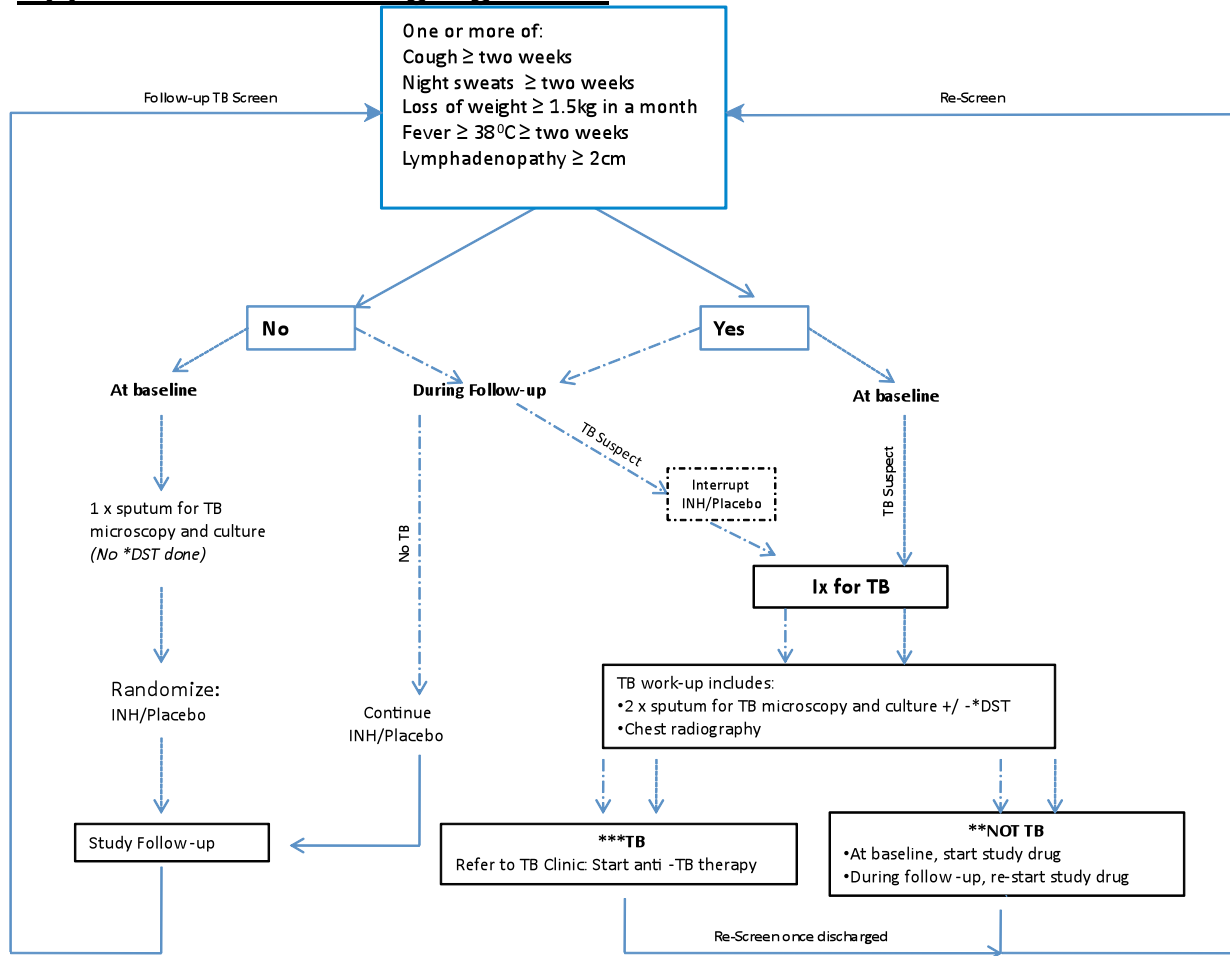 One or more of:
Cough ≥ two weeks
Night sweats ≥ two weeks
Loss of weight ≥ 1.5kg in a month
Fever ≥ 38⁰C ≥ two weeks
Lymphadenopathy ≥ 2cm
Follow-up TB Screen
Re-Screen
No
Yes
At baseline
During Follow-up
At baseline
TB Suspect
TB Suspect
Interrupt
INH/Placebo
1 x sputum for TB
microscopy and culture
(No *DST done)
No TB
Ix for TB
Randomize:
INH/Placebo
Continue
INH/Placebo
TB work-up includes:
•2 x sputum for TB microscopy and culture +/ -*DST
•Chest radiography
Study Follow -up
***TB
Refer to TB Clinic: Start anti -TB therapy
**NOT TB
•At baseline, start study drug
•During follow -up, re-start study drug
Re-Screen once discharged